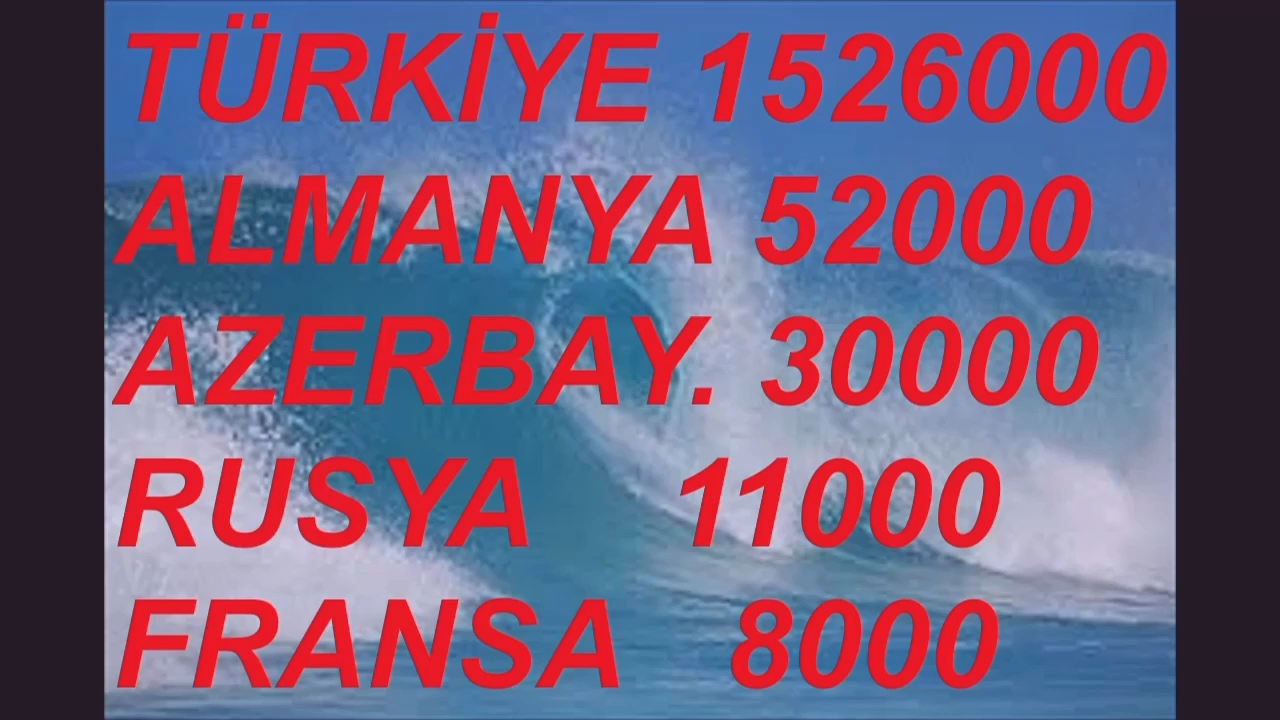 TÜRKİYE 1526000
ALMANYA 52000
AZERBAY. 30000
RUSYA 11000
FRANSA 8000